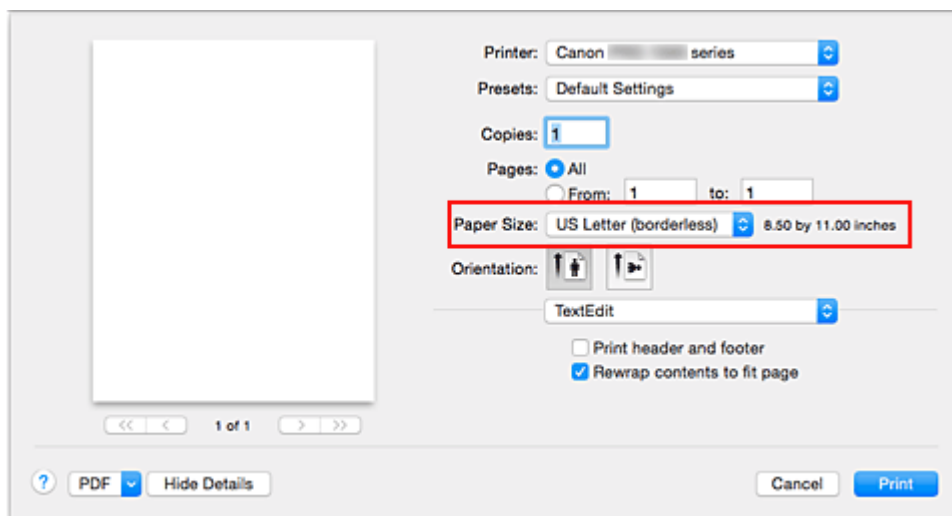 Printer: Canon series
Presets: Default Settings
Copies: 1
Pages: All
From: 1 to: 1
Paper Size: US Letter (borderless) 8.50 by 11.00 inches
Orientation:
TextEdit
Print header and footer
Rewrap contents to fit page
1 of 1
? PDF Hide Details Cancel Print